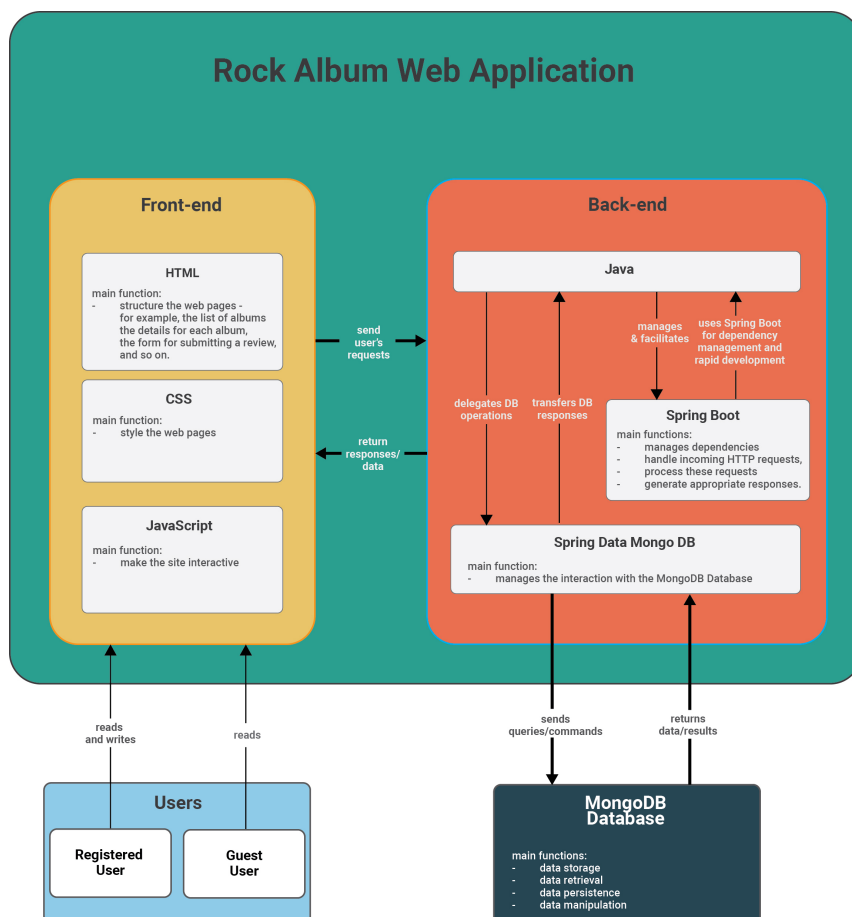 Rock Album Web Application
Front-end
HTML
main function:
- structure the web pages -
for example, the list of albums
the details for each album,
the form for submitting a review,
and so on.
CSS
main function:
- style the web pages
JavaScript
main function:
- make the site interactive
send
user's
requests
return
responses/
data
Back-end
Java
delegates DB
operations
transfers DB
responses
manages
& facilitates
uses Spring Boot
for dependency
management and
rapid development
Spring Boot
main functions:
- manages dependencies
- handle incoming HTTP requests,
- process these requests
- generate appropriate responses.
Spring Data Mongo DB
main function:
- manages the interaction with the MongoDB Database
reads
and writes
reads
sends
queries/commands
returns
data/results
Users
Registered
User
Guest
User
MongoDB
Database
main functions:
- data storage
- data retrieval
- data persistence
- data manipulation